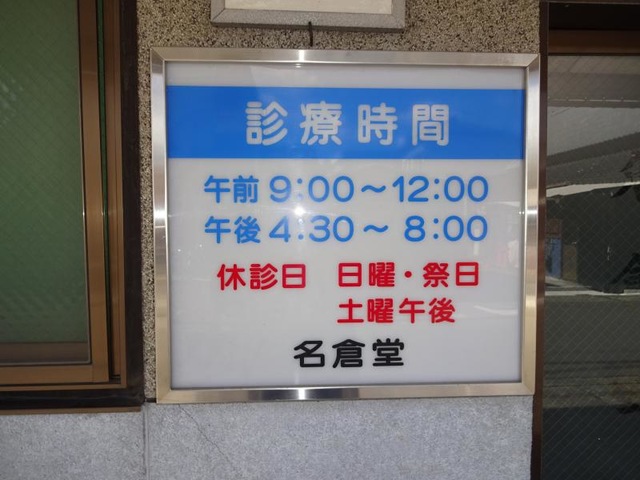 診療時間
午前 9:00～12:00
午後 4:30～ 8:00
休診日 日曜・祭日
土曜午後
名倉堂